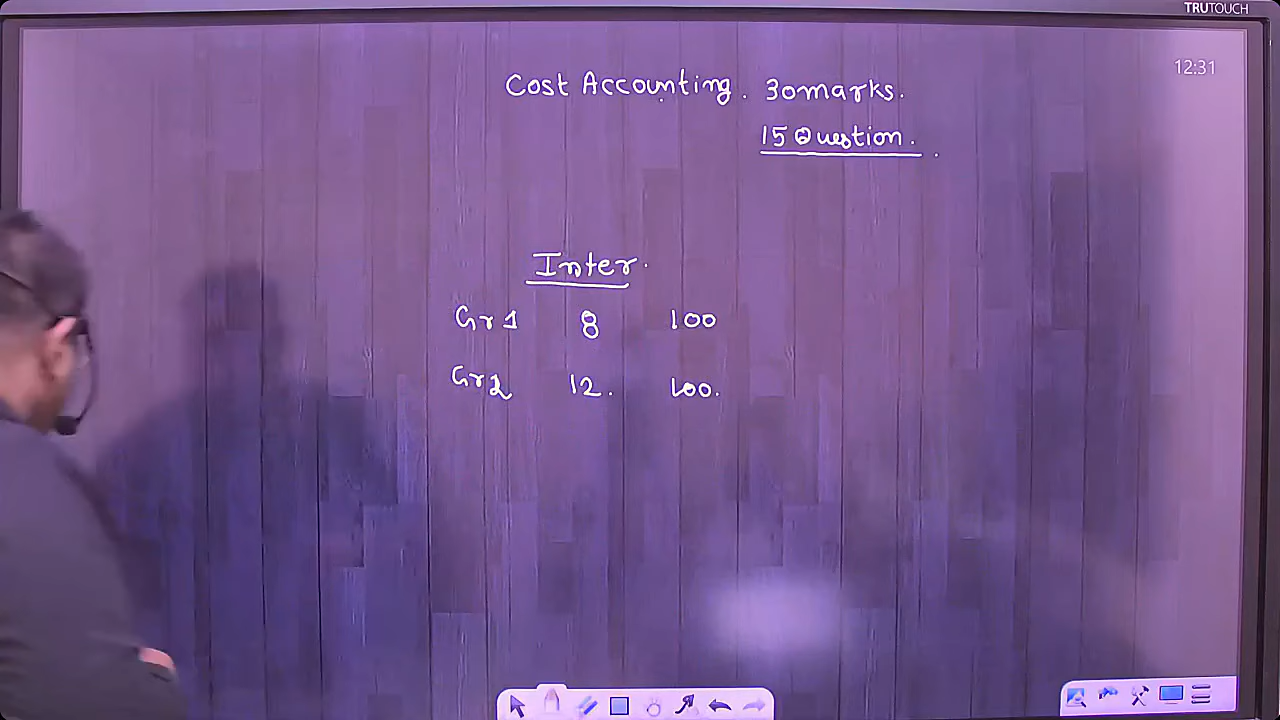 TRUTOUCH
12:31
Cost Accounting. 30marks.
15 Question.
Inter.
Gr 1 8 100
Gr 2 12. 100.